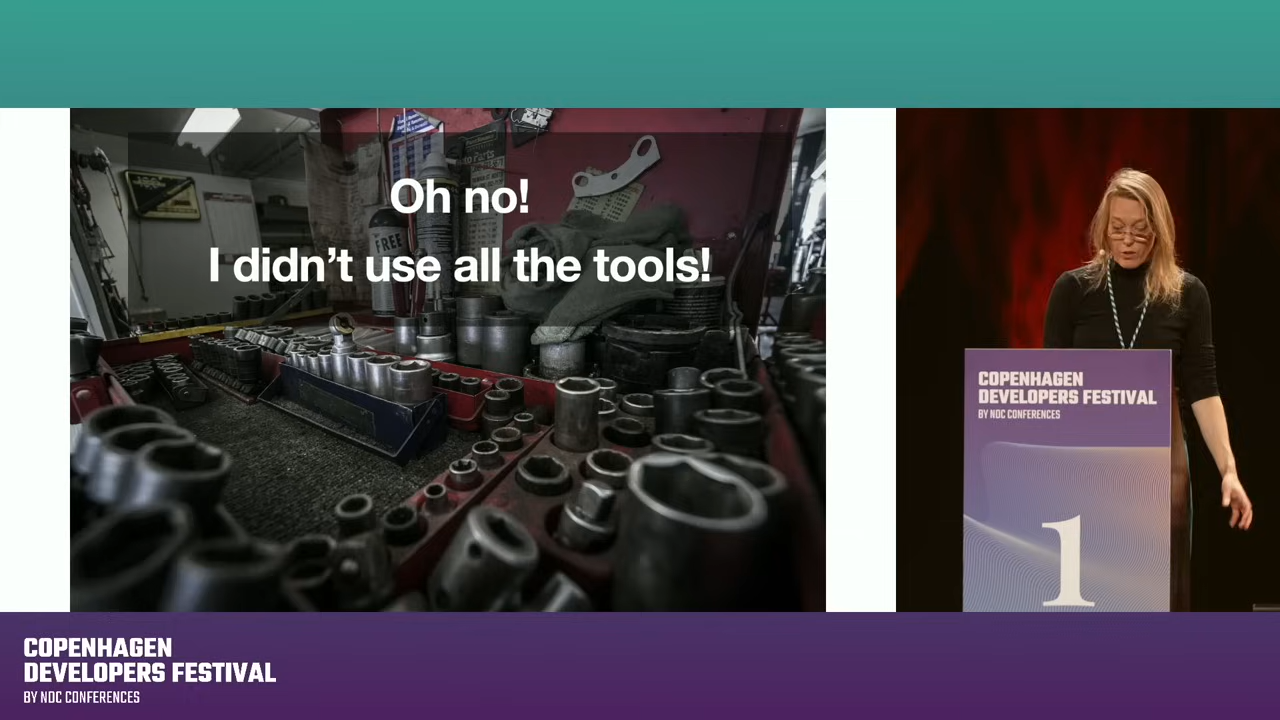 Oh no!
I didn't use all the tools!
FREE
COPENHAGEN
DEVELOPERS FESTIVAL
BY NDC CONFERENCES
1
COPENHAGEN
DEVELOPERS FESTIVAL
BY NDC CONFERENCES